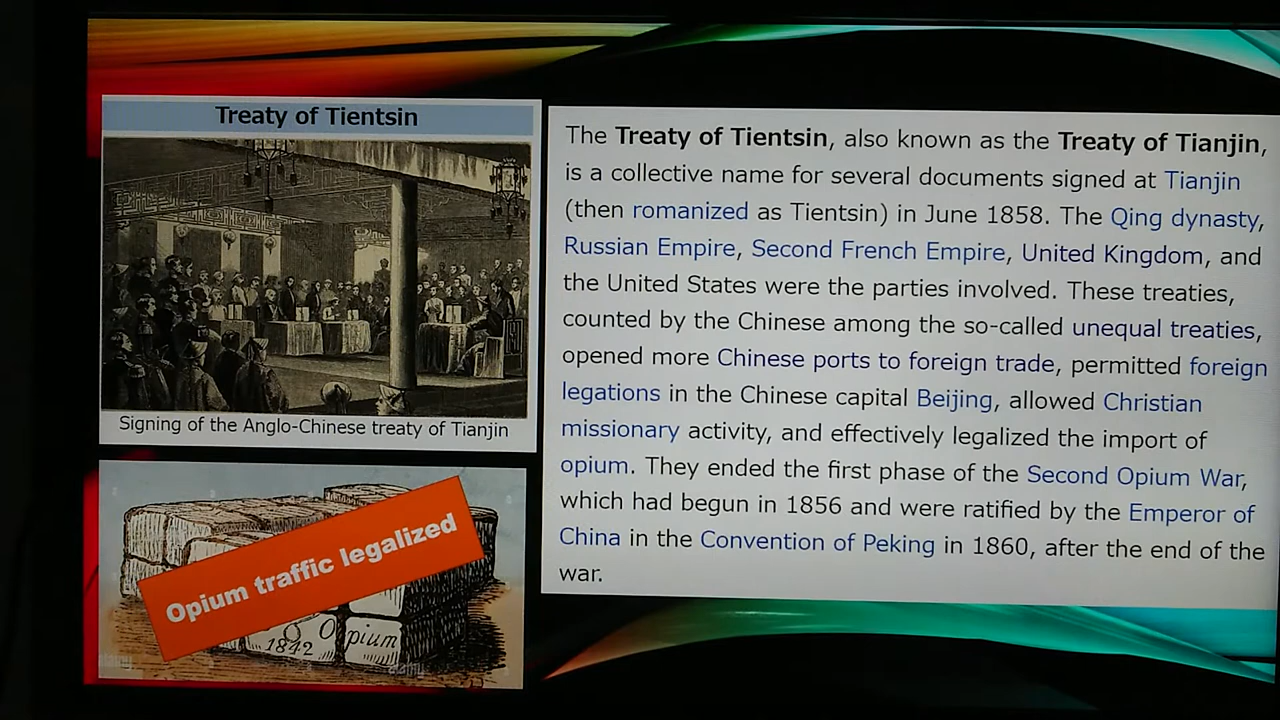 Treaty of Tientsin
Signing of the Anglo-Chinese treaty of Tianjin
Opium traffic legalized
1842
Opium
alamy
alamy
The Treaty of Tientsin, also known as the Treaty of Tianjin,
is a collective name for several documents signed at Tianjin
(then romanized as Tientsin) in June 1858. The Qing dynasty,
Russian Empire, Second French Empire, United Kingdom, and
the United States were the parties involved. These treaties,
counted by the Chinese among the so-called unequal treaties,
opened more Chinese ports to foreign trade, permitted foreign
legations in the Chinese capital Beijing, allowed Christian
missionary activity, and effectively legalized the import of
opium. They ended the first phase of the Second Opium War,
which had begun in 1856 and were ratified by the Emperor of
China in the Convention of Peking in 1860, after the end of the
war.